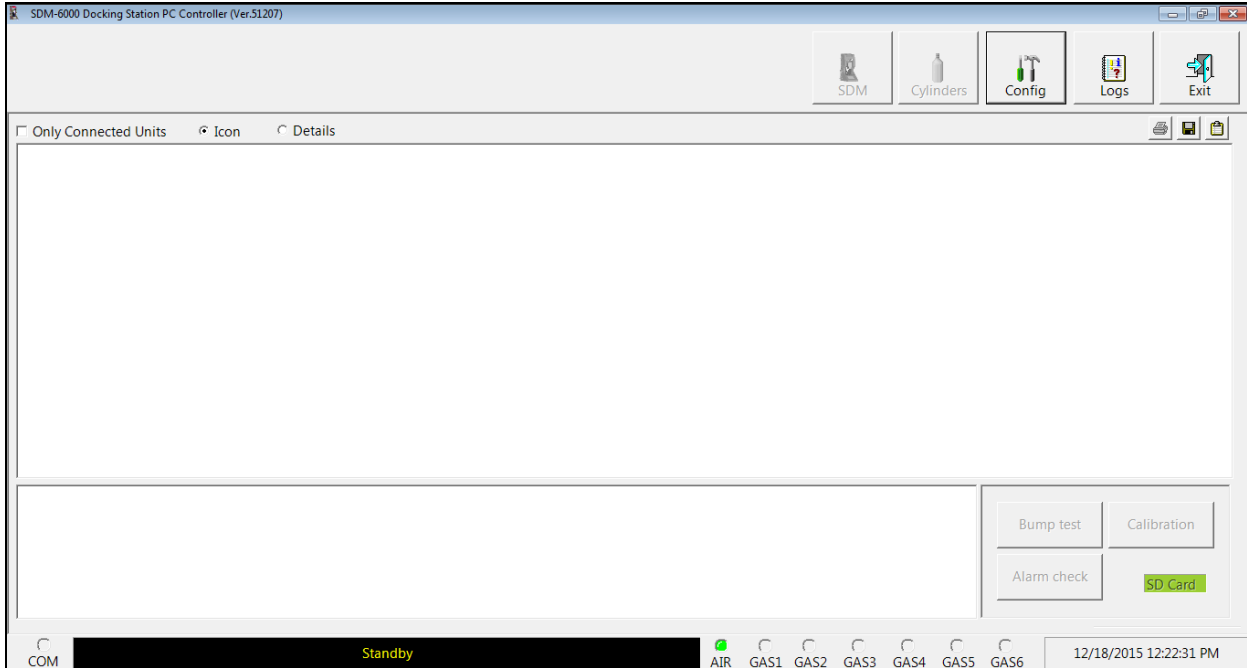 SDM-6000 Docking Station PC Controller (Ver.51207)
SDM Cylinders Config Logs Exit
Only Connected Units Icon Details
Bump test Calibration
Alarm check SD Card
COM Standby AIR GAS1 GAS2 GAS3 GAS4 GAS5 GAS6 12/18/2015 12:22:31 PM